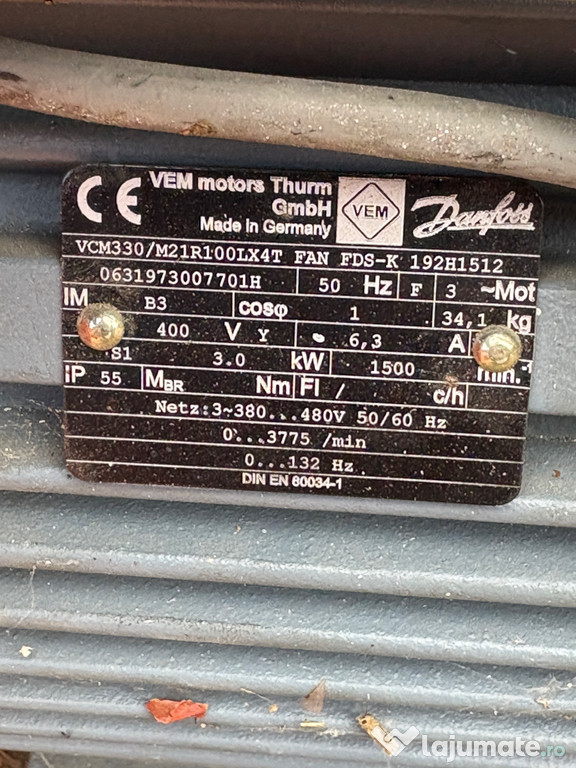 CE VEM motors Thurm
GmbH
Made in Germany
VEM
Danfoss
VCM330/M21R100LX4T FAN FDS-K 192H1512
0631973007701H 50 Hz F 3 ~Mot
IM B3 cosφ 1 34,1 kg
400 V Y 6,3 A
S1 3.0 kW 1500 min.-1
IP 55 MBR Nm Fl / c/h
Netz:3~380...480V 50/60 Hz
0...3775 /min
0...132 Hz
DIN EN 60034-1
lajumate.ro